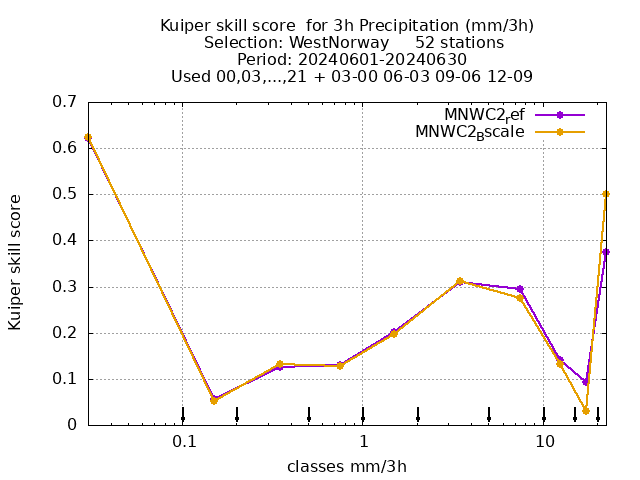 Kuiper skill score  for 3h Precipitation (mm/3h)
Selection: WestNorway     52 stations
Period: 20240601-20240630
Used 00,03,...,21 + 03-00 06-03 09-06 12-09
MNWC2ref
MNWC2Bscale
Kuiper skill score
0.7
0.6
0.5
0.4
0.3
0.2
0.1
0
0.1 1 10
classes mm/3h